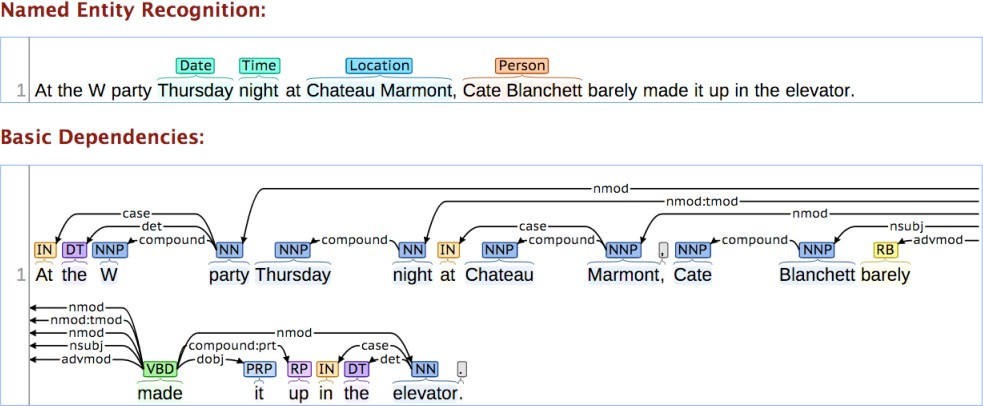 Named Entity Recognition:
Date Time Location Person
1 At the W party Thursday night at Chateau Marmont, Cate Blanchett barely made it up in the elevator.
Basic Dependencies:
nmod
nmod:tmod
case nmod
det case nsubj
compound compound compound compound advmod
IN DT NNP NN NNP NN IN NNP NNP , NNP NNP RB
1 At the W party Thursday night at Chateau Marmont, Cate Blanchett barely
nmod
nmod:tmod
nmod nmod
nsubj compound:prt case
advmod dobj det
VBD PRP RP IN DT NN .
made it up in the elevator.